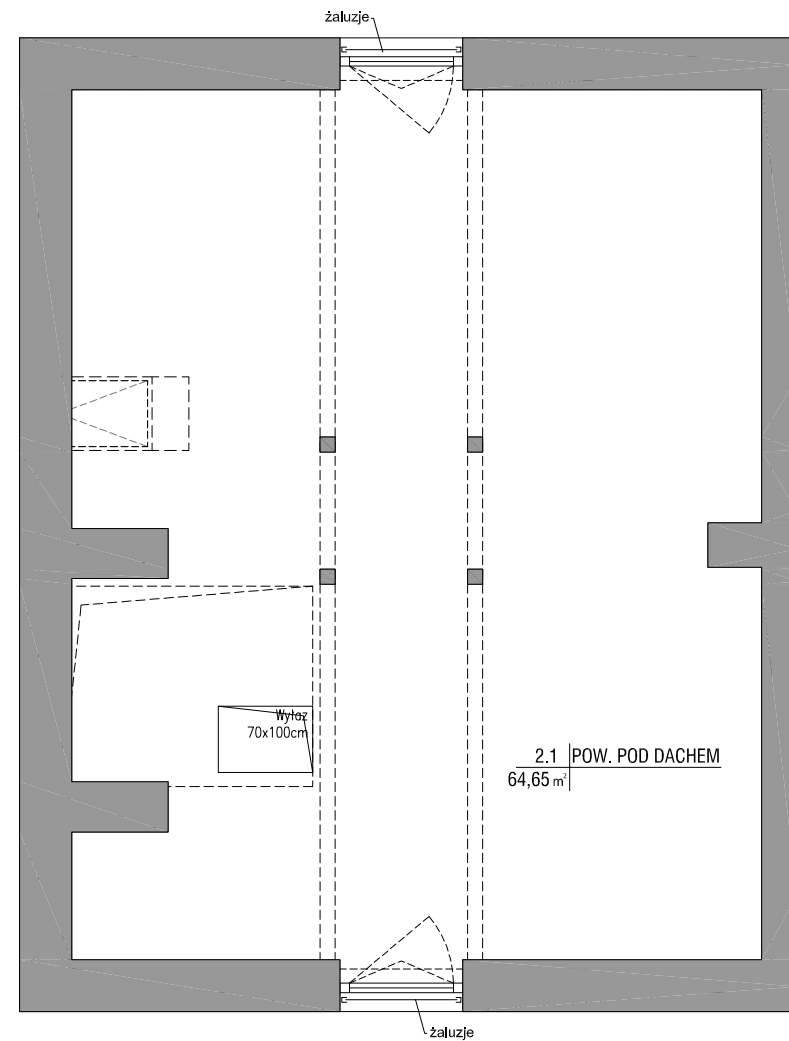 żaluzje
Wyłaz
70x100cm
2.1 POW. POD DACHEM
64,65 m²
żaluzje